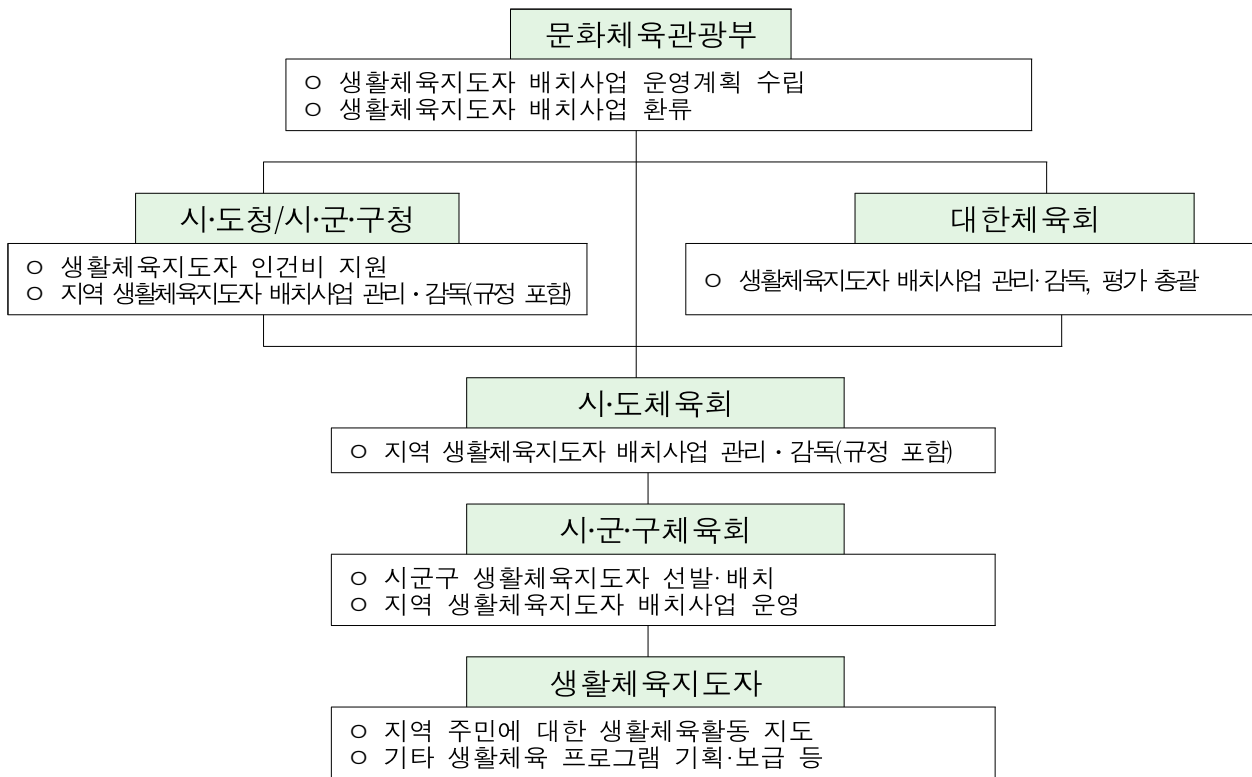 문화체육관광부
ㅇ 생활체육지도자 배치사업 운영계획 수립
ㅇ 생활체육지도자 배치사업 환류
시·도청/시·군·구청
ㅇ 생활체육지도자 인건비 지원
ㅇ 지역 생활체육지도자 배치사업 관리·감독(규정 포함)
대한체육회
ㅇ 생활체육지도자 배치사업 관리·감독, 평가 총괄
시·도체육회
ㅇ 지역 생활체육지도자 배치사업 관리·감독(규정 포함)
시·군·구체육회
ㅇ 시군구 생활체육지도자 선발·배치
ㅇ 지역 생활체육지도자 배치사업 운영
생활체육지도자
ㅇ 지역 주민에 대한 생활체육활동 지도
ㅇ 기타 생활체육 프로그램 기획·보급 등